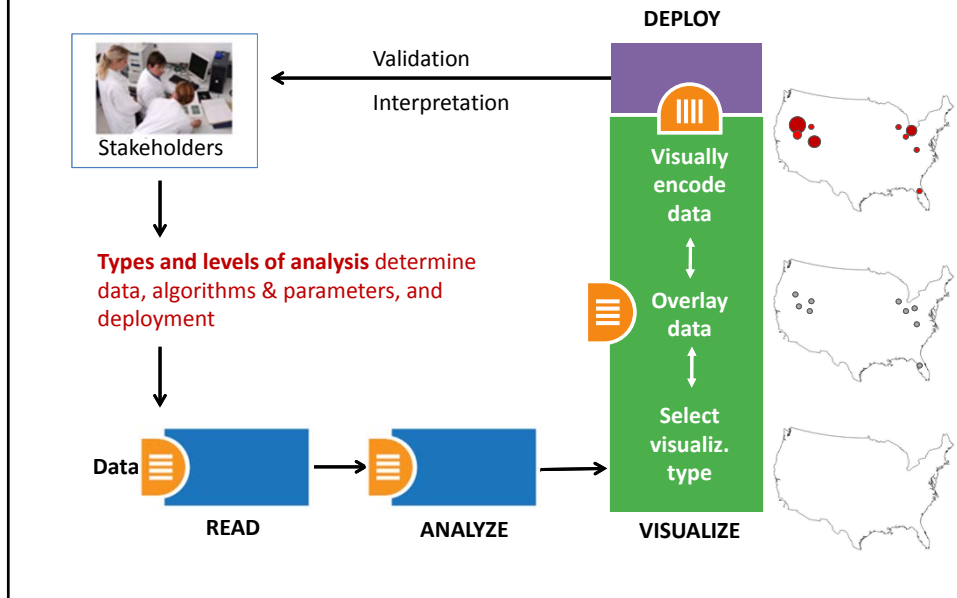 DEPLOY
Validation
Interpretation
Stakeholders
Types and levels of analysis determine
data, algorithms & parameters, and
deployment
Data
READ
ANALYZE
Visually
encode
data
Overlay
data
Select
visualiz.
type
VISUALIZE